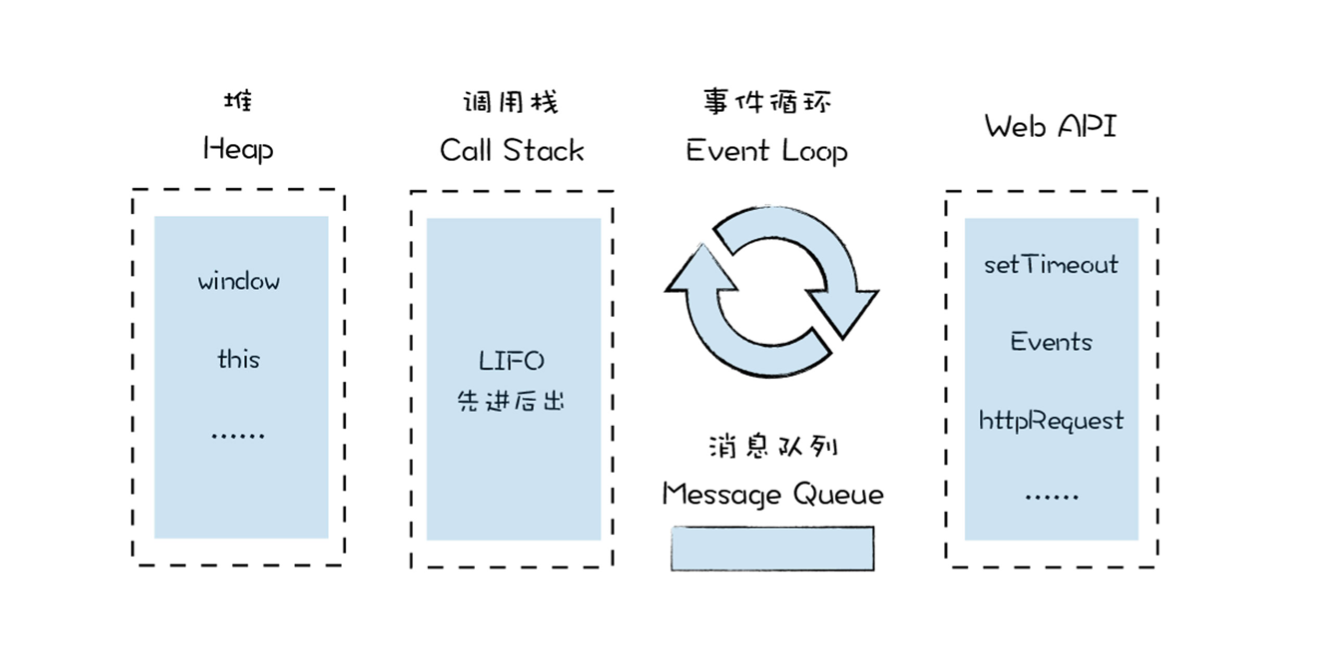 堆
Heap
window
this
……
调用栈
Call Stack
LIFO
先进后出
事件循环
Event Loop
消息队列
Message Queue
Web API
setTimeout
Events
httpRequest
……